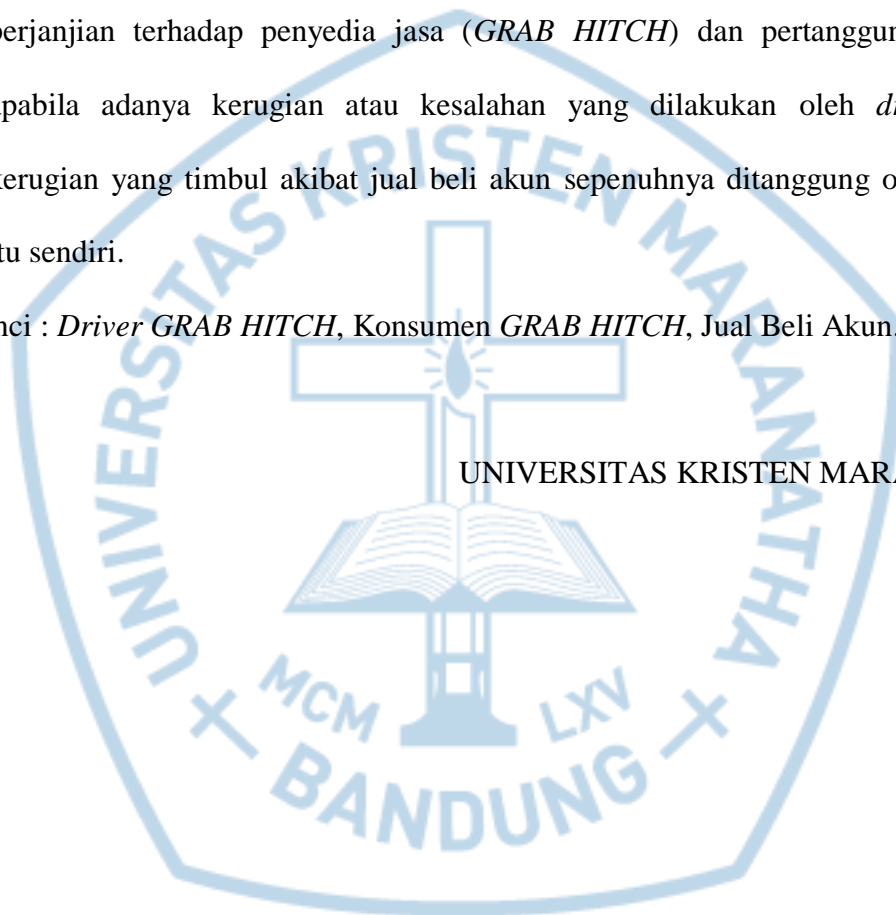 perjanjian terhadap penyedia jasa (GRAB HITCH) dan pertanggun
apabila adanya kerugian atau kesalahan yang dilakukan oleh d
kerugian yang timbul akibat jual beli akun sepenuhnya ditanggung o
tu sendiri.
nci : Driver GRAB HITCH, Konsumen GRAB HITCH, Jual Beli Akun.
UNIVERSITAS KRISTEN MARA
UNIVERSITAS KRISTEN MARANATHA
MCM LXV
BANDUNG